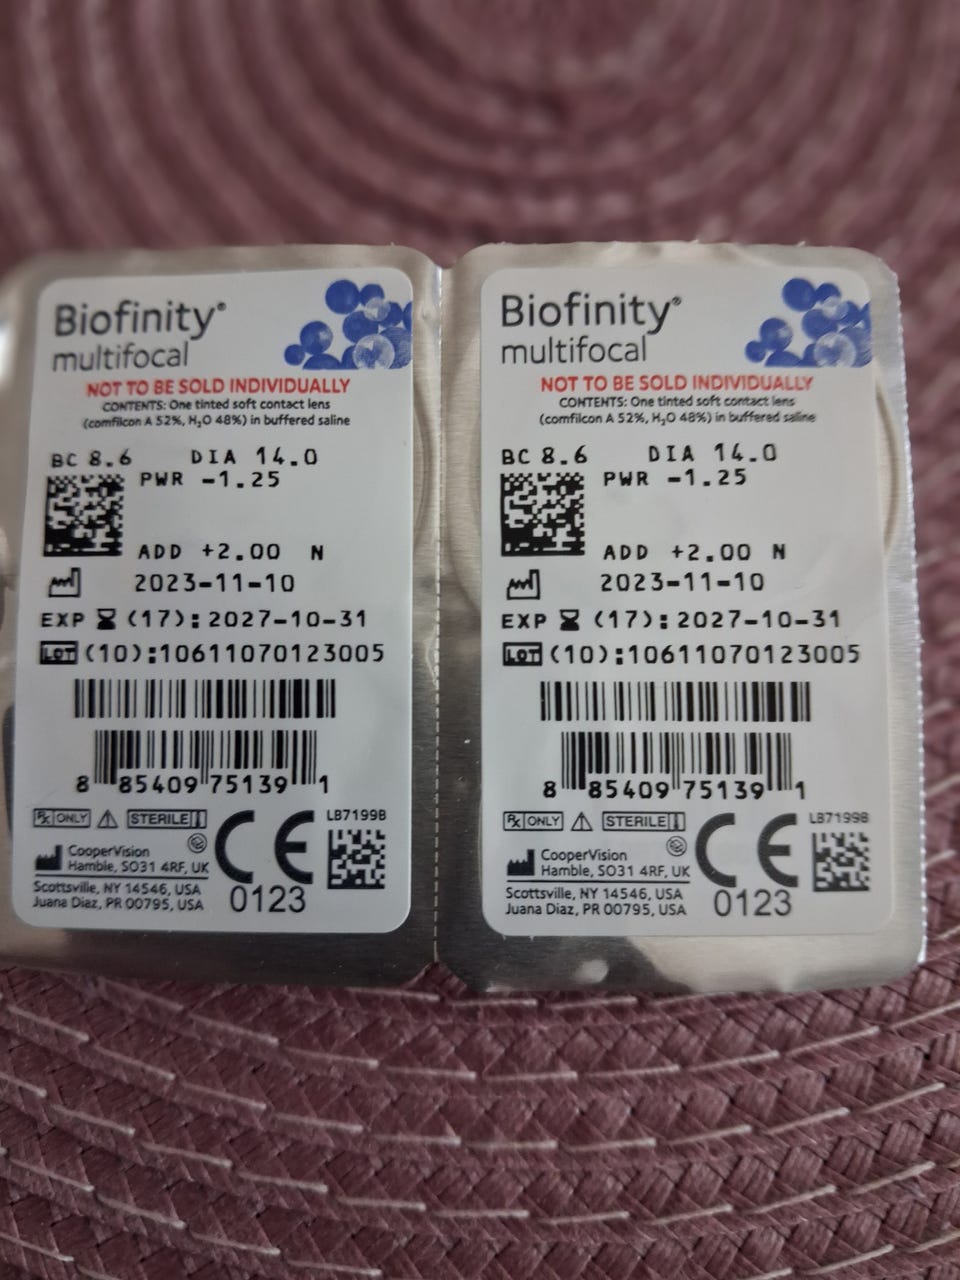 Biofinity®
multifocal
NOT TO BE SOLD INDIVIDUALLY
CONTENTS: One tinted soft contact lens
(comfilcon A 52%, H₂O 48%) in buffered saline
BC 8.6 DIA 14.0
PWR -1.25
ADD +2.00 N
2023-11-10
EXP (17):2027-10-31
LOT (10):10611070123005
8 85409 75139 1
Rx ONLY STERILE
CooperVision
Hamble, SO31 4RF, UK
Scottsville, NY 14546, USA
Juana Diaz, PR 00795, USA
LB7199B
CE
0123
Biofinity®
multifocal
NOT TO BE SOLD INDIVIDUALLY
CONTENTS: One tinted soft contact lens
(comfilcon A 52%, H₂O 48%) in buffered saline
BC 8.6 DIA 14.0
PWR -1.25
ADD +2.00 N
2023-11-10
EXP (17):2027-10-31
LOT (10):10611070123005
8 85409 75139 1
Rx ONLY STERILE
CooperVision
Hamble, SO31 4RF, UK
Scottsville, NY 14546, USA
Juana Diaz, PR 00795, USA
LB7199B
CE
0123